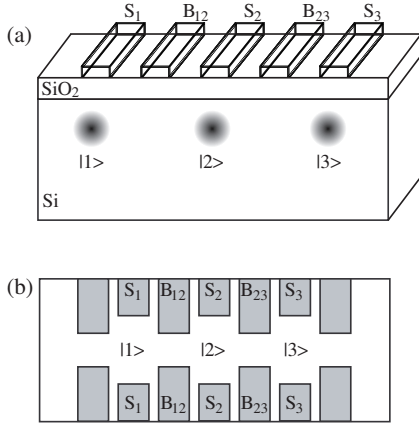 (a) S1 B12 S2 B23 S3
SiO2
|1> |2> |3>
Si
(b) S1 B12 S2 B23 S3
|1> |2> |3>
S1 B12 S2 B23 S3